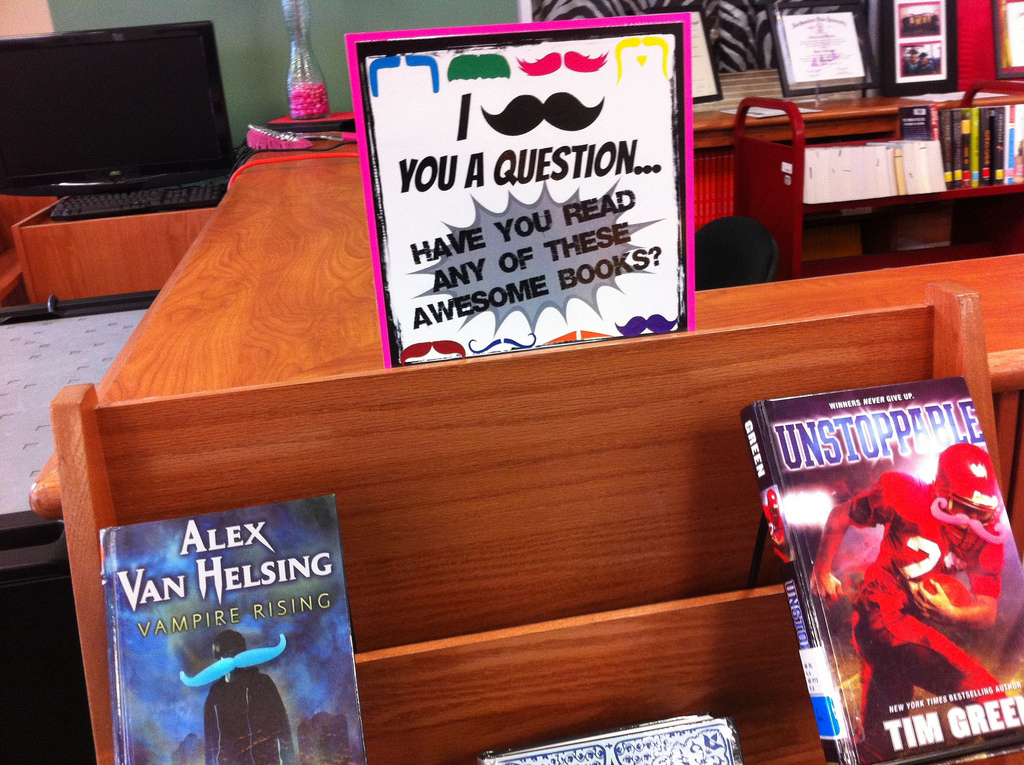 I
YOU A QUESTION...
HAVE YOU READ
ANY OF THESE
AWESOME BOOKS?
ALEX
VAN HELSING
VAMPIRE RISING
WINNERS NEVER GIVE UP.
UNSTOPPABLE
GREEN
2
NEW YORK TIMES BESTSELLING AUTHOR
TIM GREEN